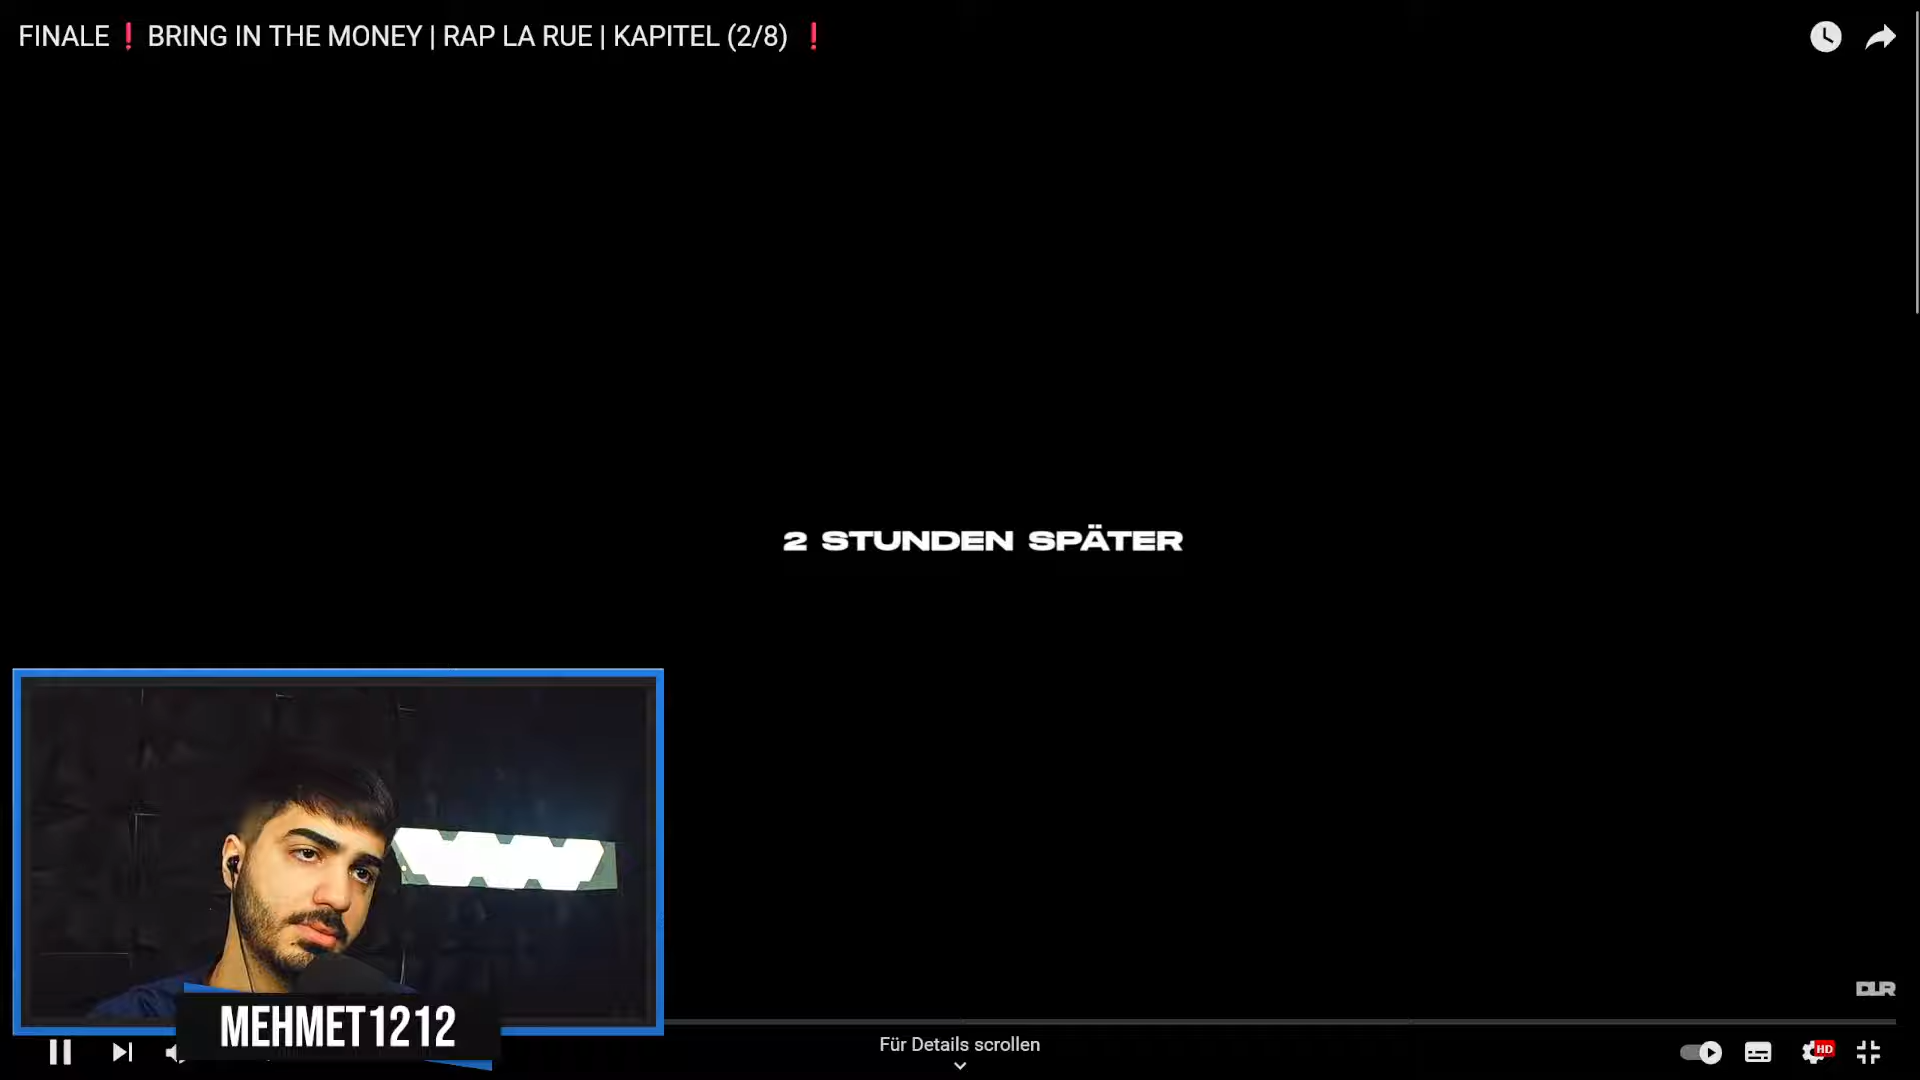 FINALE❗BRING IN THE MONEY | RAP LA RUE | KAPITEL (2/8) ❗
2 STUNDEN SPÄTER
DLR
MEHMET1212
Für Details scrollen
HD